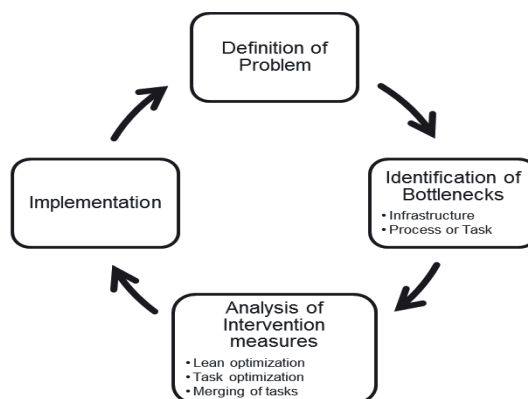 Definition of
Problem
Identification of
Bottlenecks
• Infrastructure
• Process or Task
Analysis of
Intervention
measures
• Lean optimization
• Task optimization
• Merging of tasks
Implementation